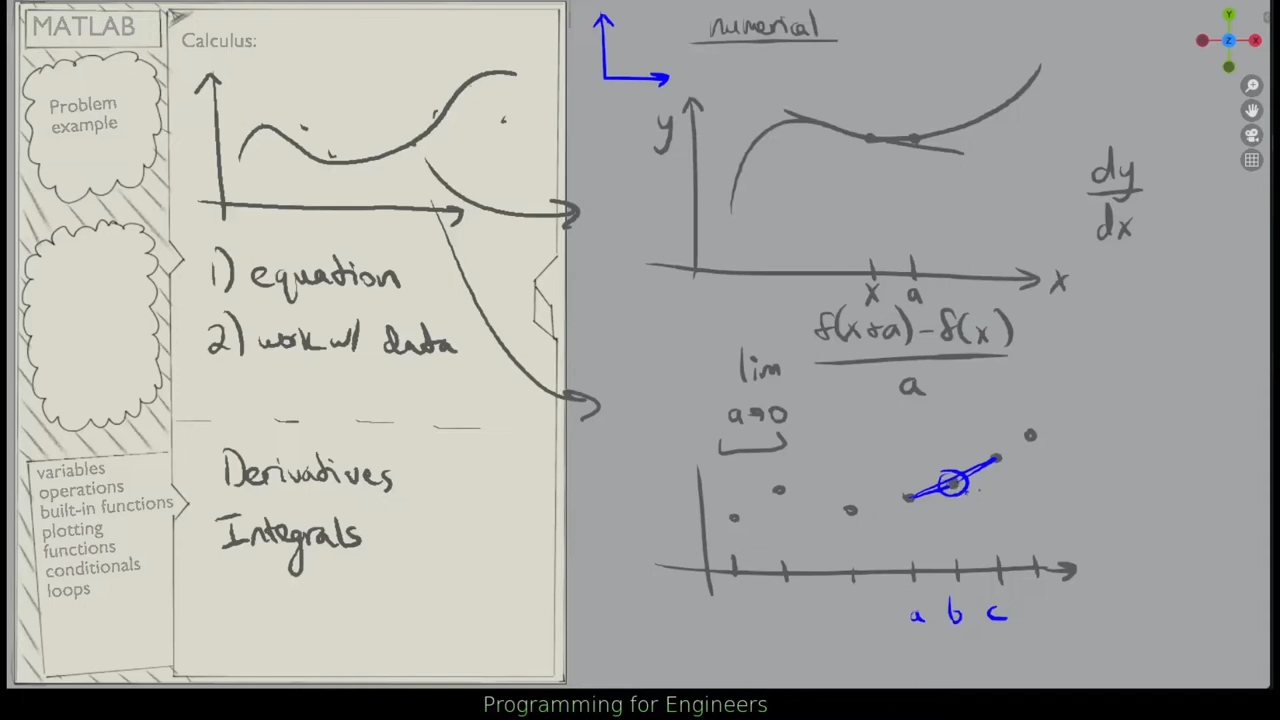 MATLAB
Problem
example
variables
operations
built-in functions
plotting
functions
conditionals
loops
Calculus:
1) equation
2) work w/ data
Derivatives
Integrals
numerical
y
x
x a
dy
dx
f(x+a)-f(x)
a
lim
a→0
a b c
Y
Z
X
Programming for Engineers